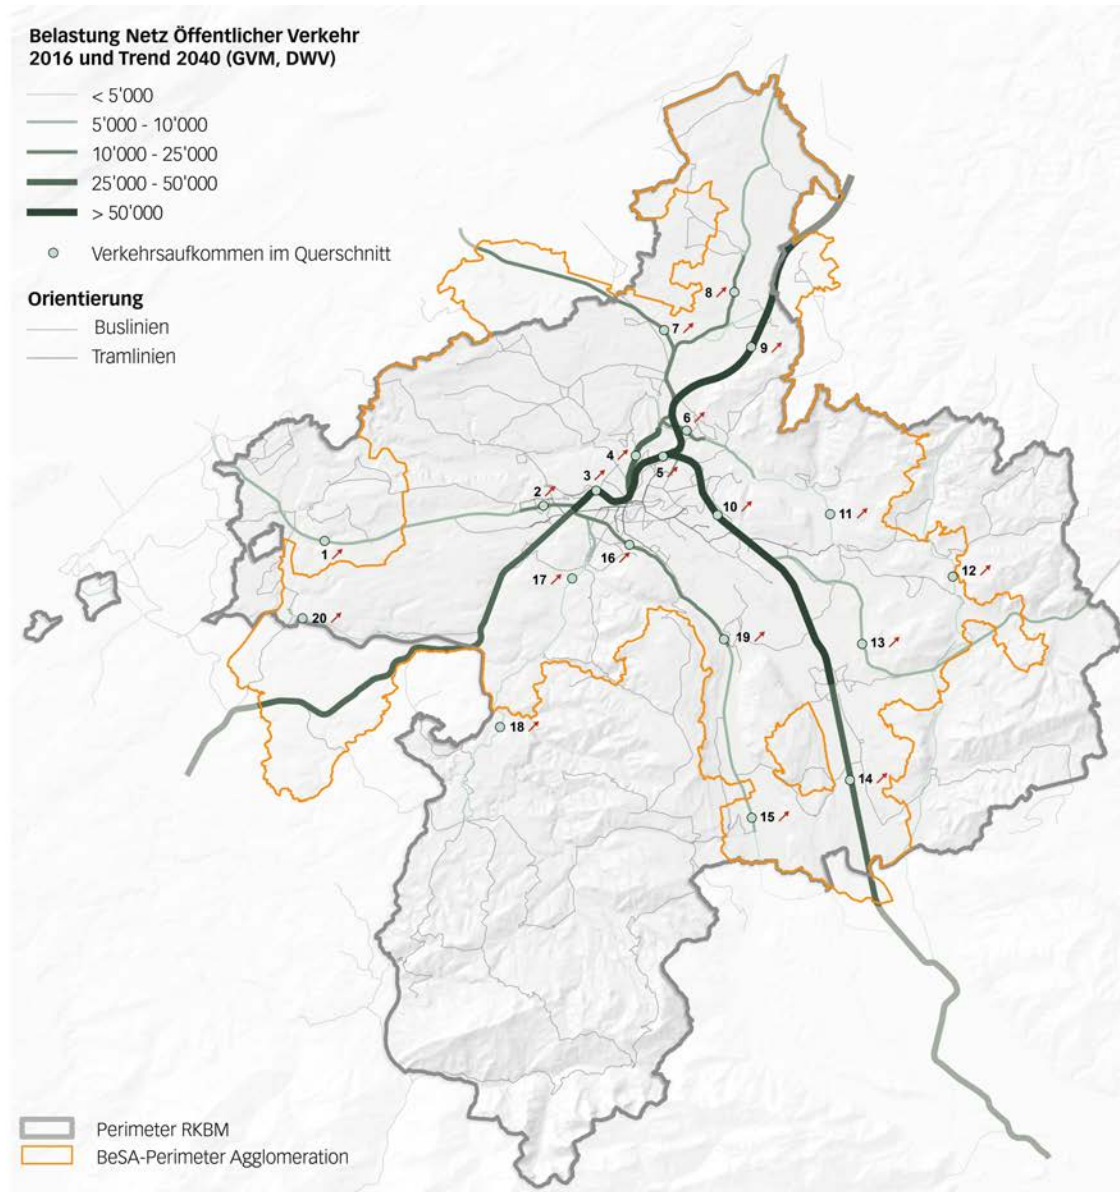 Belastung Netz Öffentlicher Verkehr
2016 und Trend 2040 (GVM, DWV)
< 5'000
5'000 - 10'000
10'000 - 25'000
25'000 - 50'000
> 50'000
Verkehrsaufkommen im Querschnitt
Orientierung
Buslinien
Tramlinien
8
7
9
6
4
5
3
2
10
11
1
16
17
12
20
19
13
18
14
15
Perimeter RKBM
BeSA-Perimeter Agglomeration